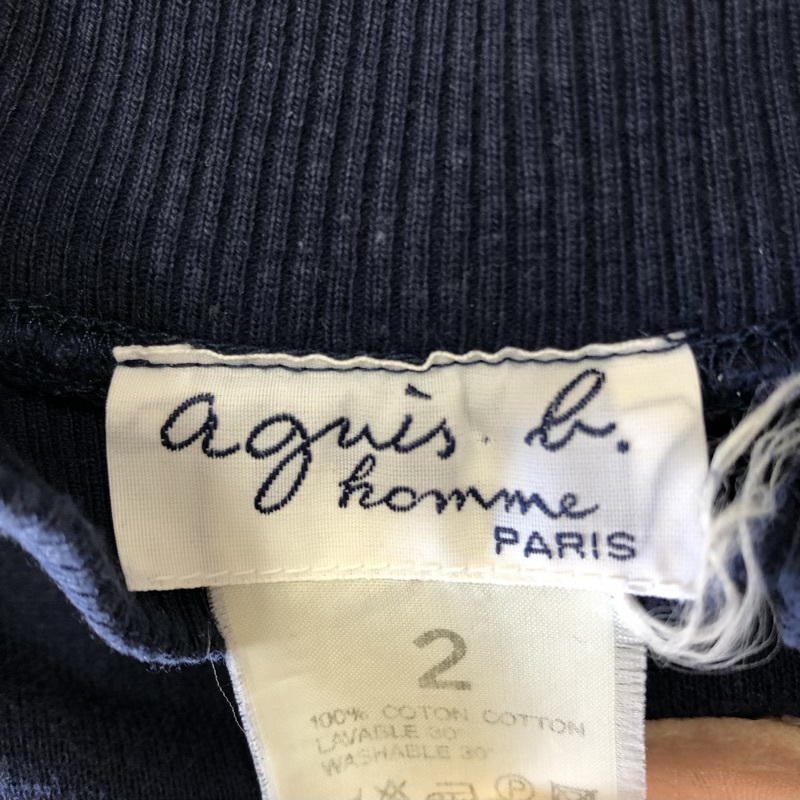 agnès b.
homme
PARIS
2
100% COTON COTTON
LAVABLE 30°
WASHABLE 30°